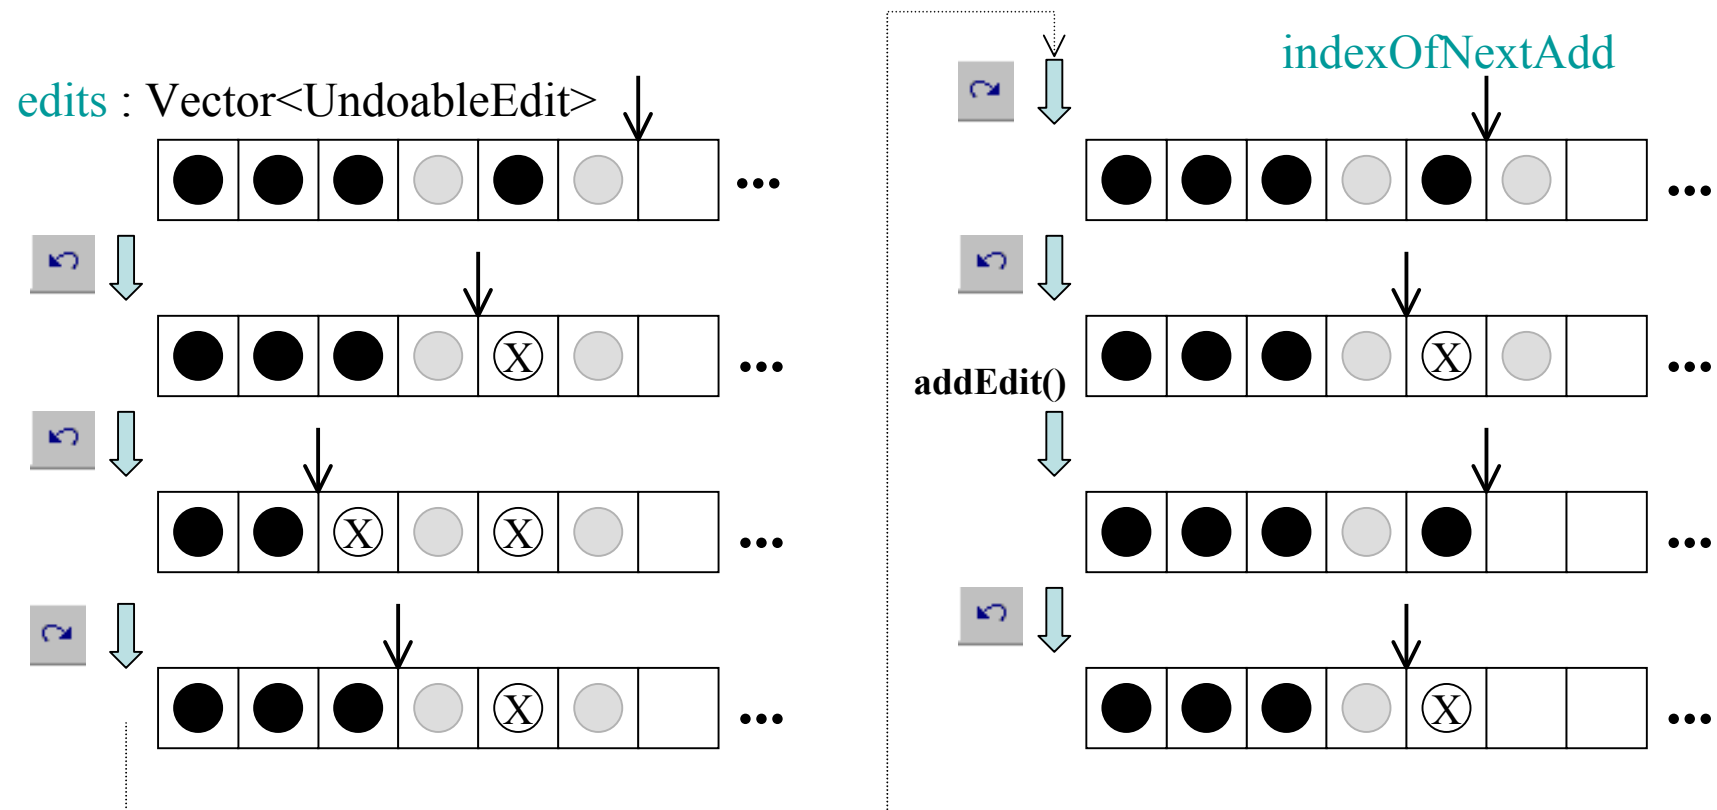 edits : Vector<UndoableEdit>
...
X
...
X X
...
X
...
indexOfNextAdd
...
X
...
addEdit()
...
X
...